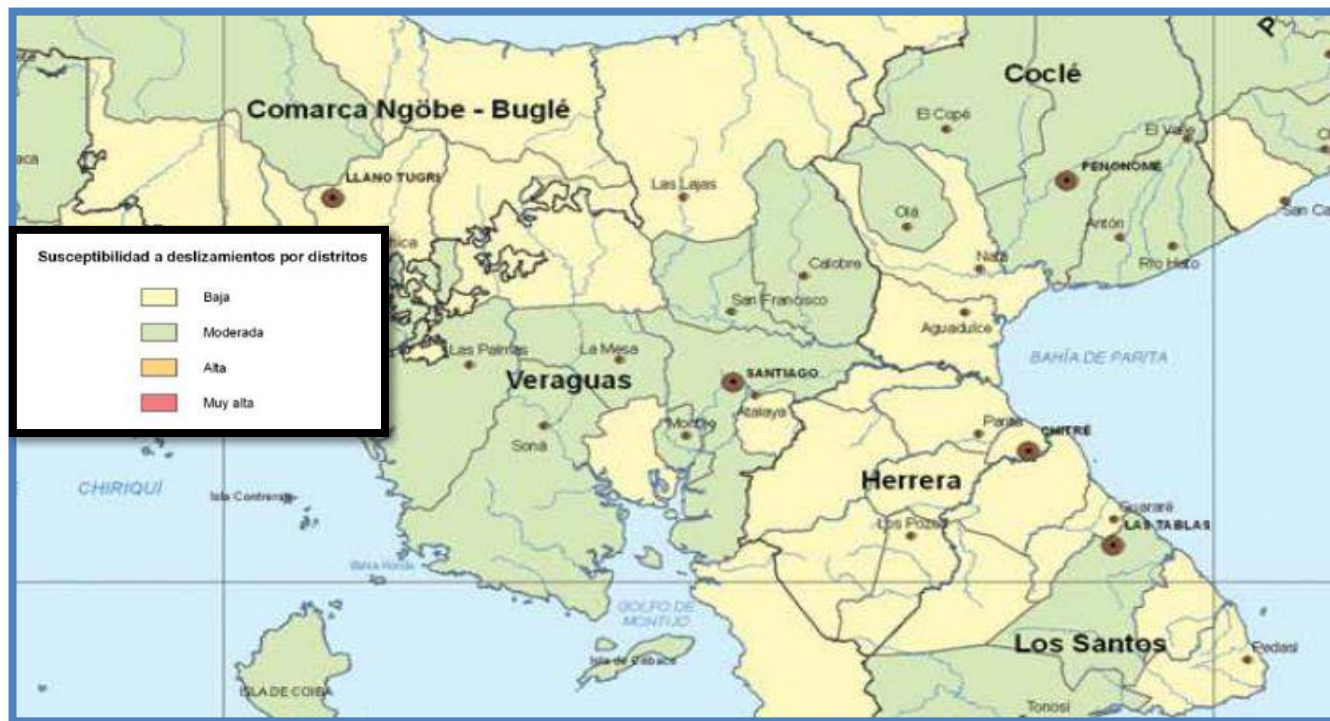 Coclé
Comarca Ngöbe - Buglé
El Copé
El Valle
LLANO TUGRI
PENONOMÉ
Las Lajas
San Ca
Olá
Antón
Río Hato
Natá
Calobre
San Francisco
Aguadulce
BAHÍA DE PARITA
Susceptibilidad a deslizamientos por distritos
Baja
Moderada
Alta
Muy alta
Las Palmas
La Mesa
Veraguas
SANTIAGO
Atalaya
Montijo
Soná
Parita
CHITRÉ
Herrera
CHIRIQUÍ
Isla Contreras
Guararé
LAS TABLAS
Los Pozos
Bahía Honda
GOLFO DE
MONTIJO
Los Santos
Isla de Cébaco
Pedasí
ISLA DE COIBA
Tonosí